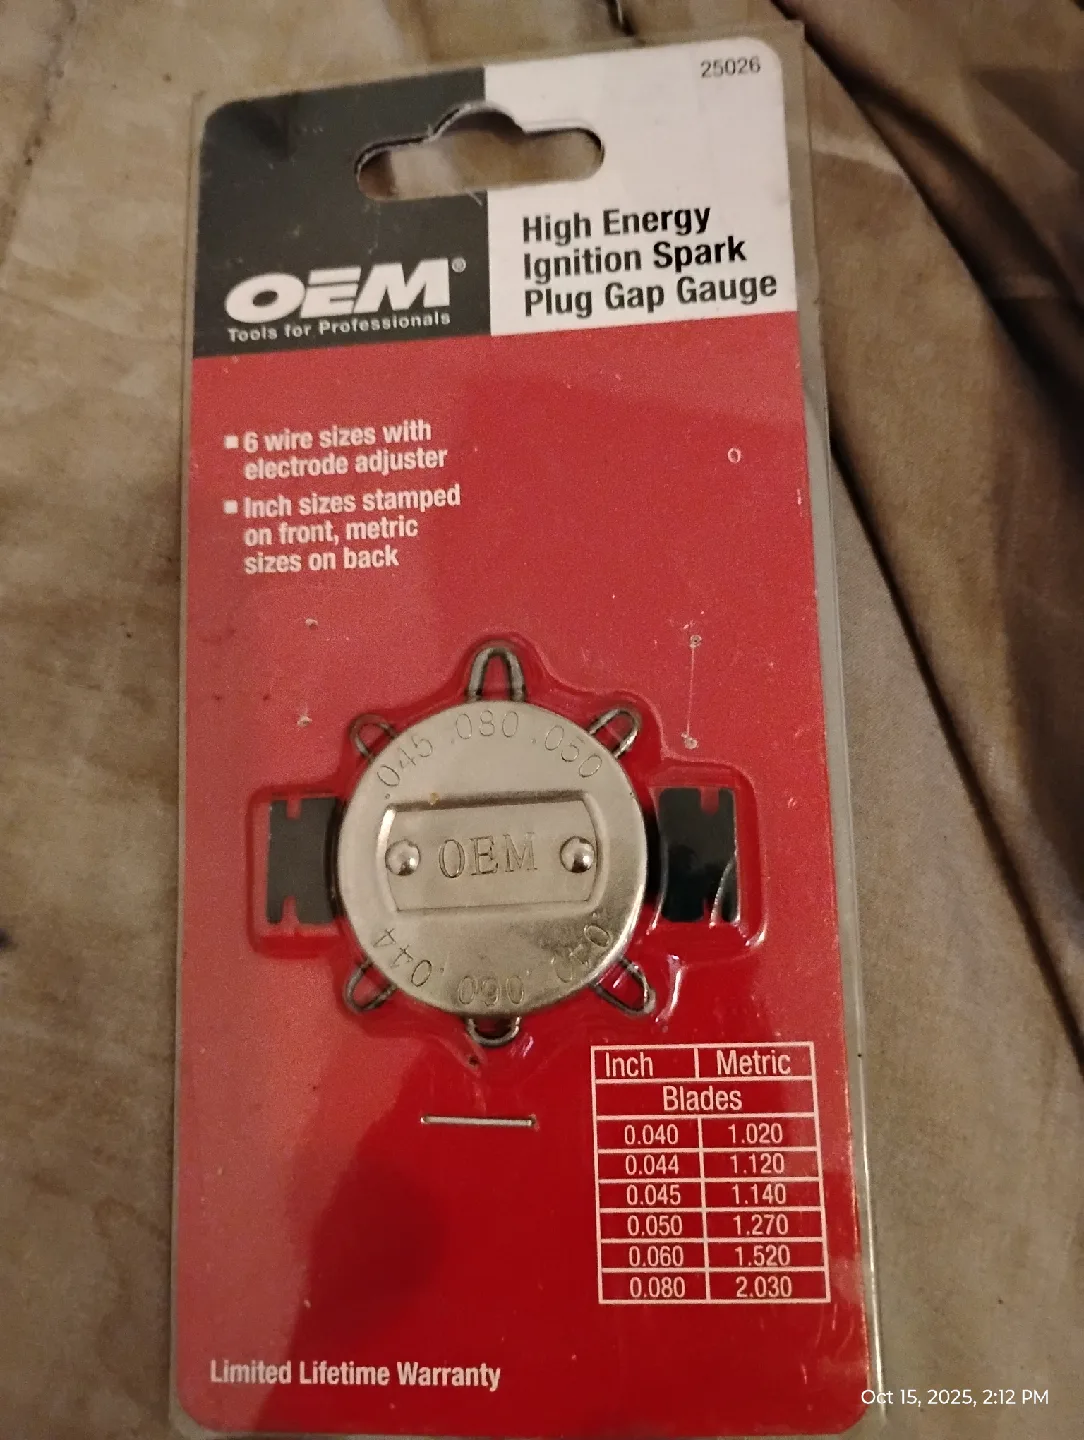 25026
High Energy
Ignition Spark
Plug Gap Gauge
OEM®
Tools for Professionals
■ 6 wire sizes with
electrode adjuster
■ Inch sizes stamped
on front, metric
sizes on back
.045 .080 .050
OEM
.044 .060 .040
Inch Metric
Blades
0.040 1.020
0.044 1.120
0.045 1.140
0.050 1.270
0.060 1.520
0.080 2.030
Limited Lifetime Warranty
Oct 15, 2025, 2:12 PM